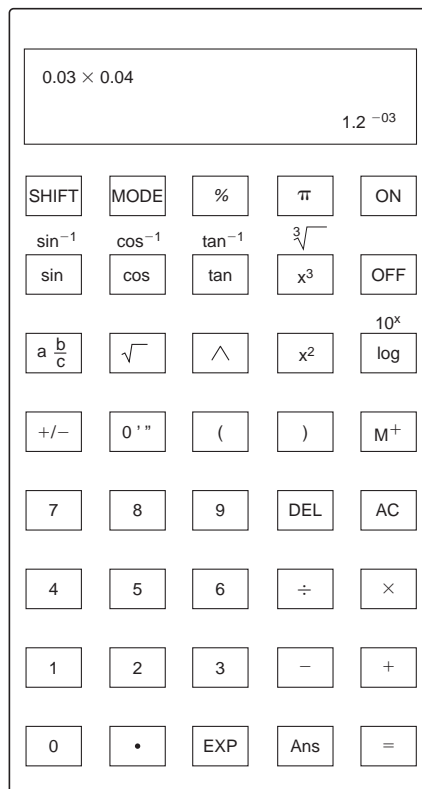 0.03 × 0.04
1.2 ⁻⁰³
SHIFT MODE % π ON
sin⁻¹ cos⁻¹ tan⁻¹ ³√
sin cos tan x³ OFF
10ˣ
a b/c √ ∧ x² log
+/− 0 ' " ( ) M⁺
7 8 9 DEL AC
4 5 6 ÷ ×
1 2 3 − +
0 • EXP Ans =